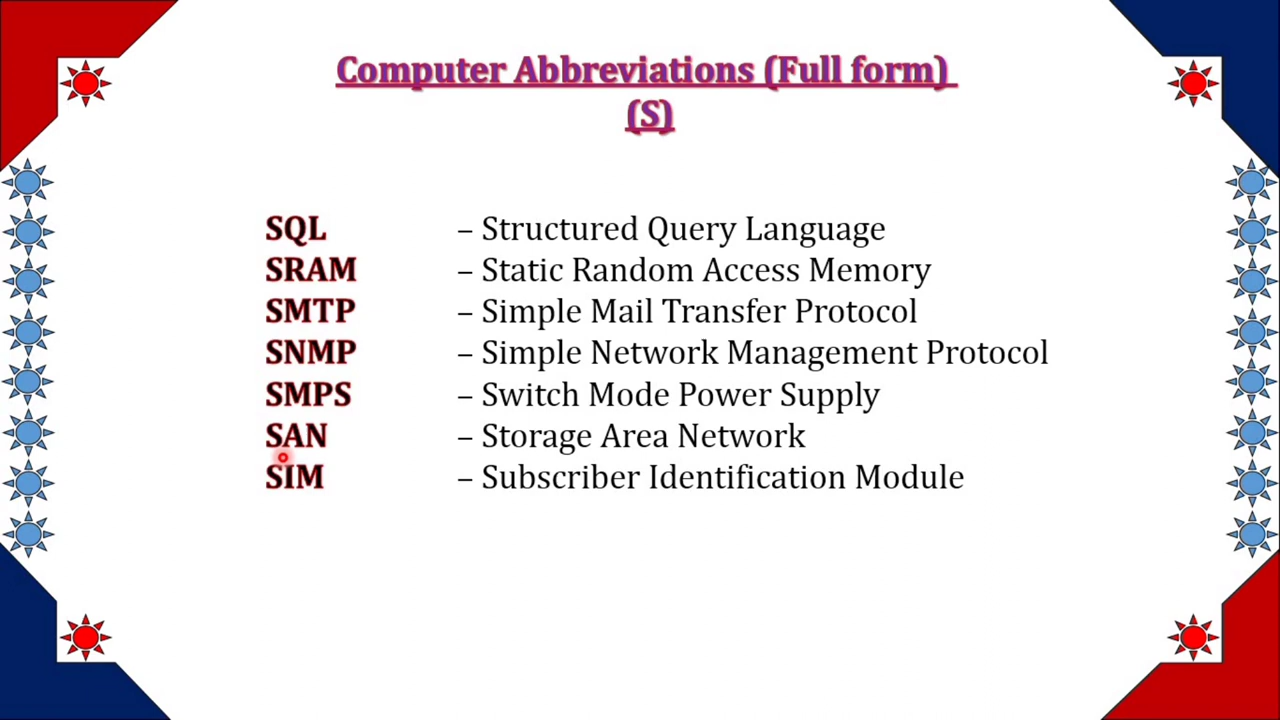 Computer Abbreviations (Full form)
(S)
SQL – Structured Query Language
SRAM – Static Random Access Memory
SMTP – Simple Mail Transfer Protocol
SNMP – Simple Network Management Protocol
SMPS – Switch Mode Power Supply
SAN – Storage Area Network
SIM – Subscriber Identification Module